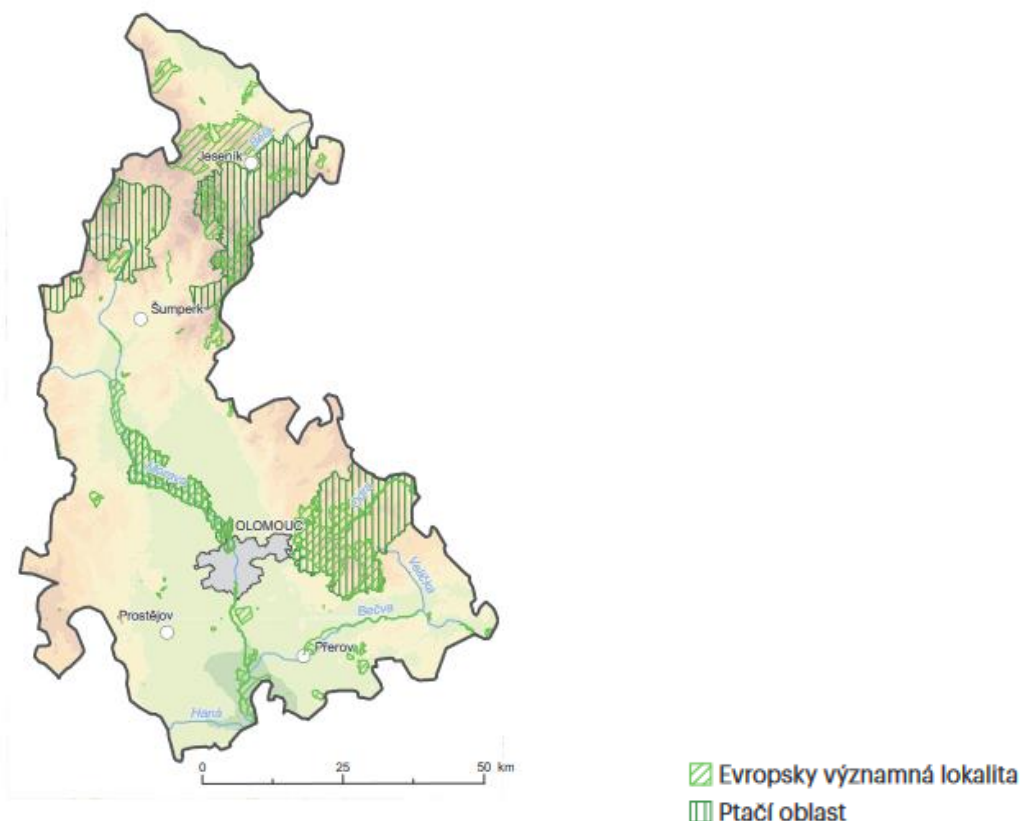 Bělá
Jeseník
Šumperk
Morava
OLOMOUC
Odra
Velička
Bečva
Prostějov
Přerov
Haná
0 25 50 km
Evropsky významná lokalita
Ptačí oblast